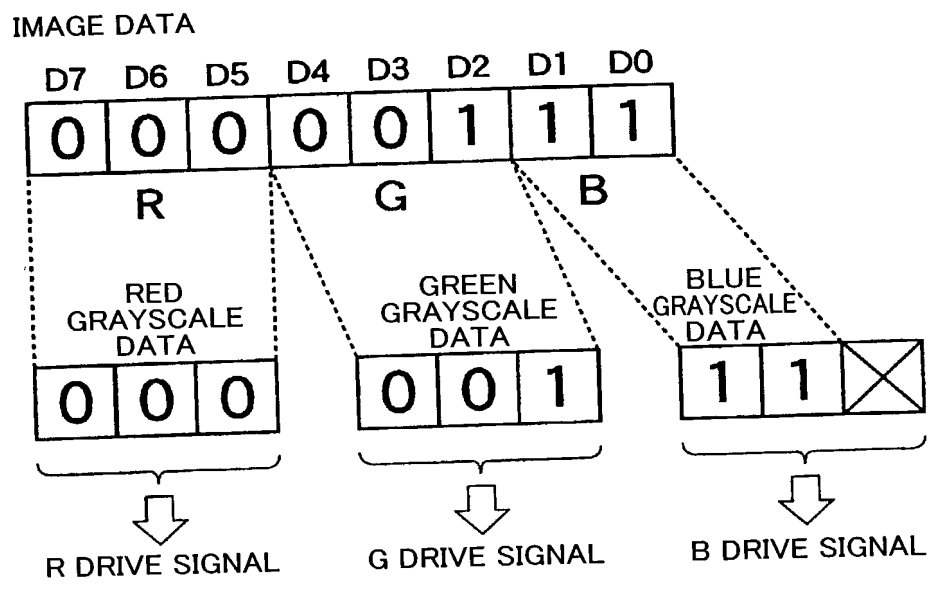 IMAGE DATA
D7 D6 D5 D4 D3 D2 D1 D0
0 0 0 0 0 1 1 1
R G B
RED
GRAYSCALE
DATA
GREEN
GRAYSCALE
DATA
BLUE
GRAYSCALE
DATA
0 0 0 0 0 1 1 1
R DRIVE SIGNAL G DRIVE SIGNAL B DRIVE SIGNAL